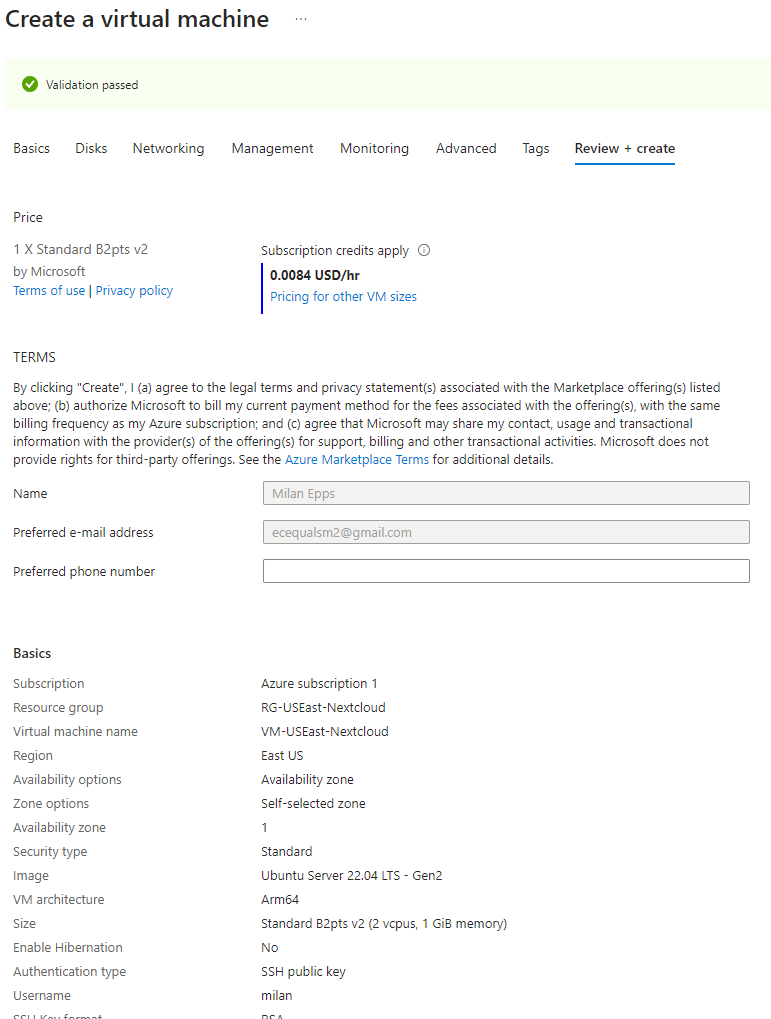 Create a virtual machine ...
Validation passed
Basics Disks Networking Management Monitoring Advanced Tags Review + create
Price
1 X Standard B2pts v2
by Microsoft
Terms of use | Privacy policy
Subscription credits apply
0.0084 USD/hr
Pricing for other VM sizes
TERMS
By clicking "Create", I (a) agree to the legal terms and privacy statement(s) associated with the Marketplace offering(s) listed
above; (b) authorize Microsoft to bill my current payment method for the fees associated with the offering(s), with the same
billing frequency as my Azure subscription; and (c) agree that Microsoft may share my contact, usage and transactional
information with the provider(s) of the offering(s) for support, billing and other transactional activities. Microsoft does not
provide rights for third-party offerings. See the Azure Marketplace Terms for additional details.
Name Milan Epps
Preferred e-mail address ecequalsm2@gmail.com
Preferred phone number
Basics
Subscription Azure subscription 1
Resource group RG-USEast-Nextcloud
Virtual machine name VM-USEast-Nextcloud
Region East US
Availability options Availability zone
Zone options Self-selected zone
Availability zone 1
Security type Standard
Image Ubuntu Server 22.04 LTS - Gen2
VM architecture Arm64
Size Standard B2pts v2 (2 vcpus, 1 GiB memory)
Enable Hibernation No
Authentication type SSH public key
Username milan
SSH Key format RSA